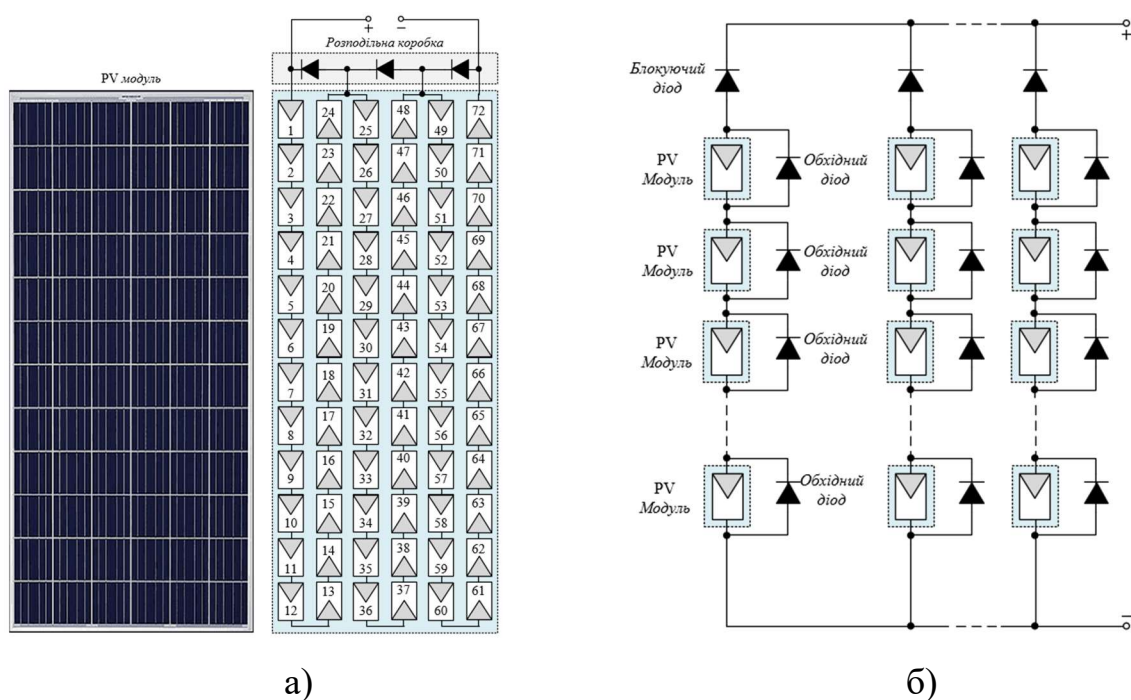 + −
Розподільна коробка
PV модуль
1 24 25 48 49 72
2 23 26 47 50 71
3 22 27 46 51 70
4 21 28 45 52 69
5 20 29 44 53 68
6 19 30 43 54 67
7 18 31 42 55 66
8 17 32 41 56 65
9 16 33 40 57 64
10 15 34 39 58 63
11 14 35 38 59 62
12 13 36 37 60 61
а)
+
Блокуючий
діод
PV
Модуль
Обхідний
діод
PV
Модуль
Обхідний
діод
PV
Модуль
Обхідний
діод
PV
Модуль
Обхідний
діод
−
б)